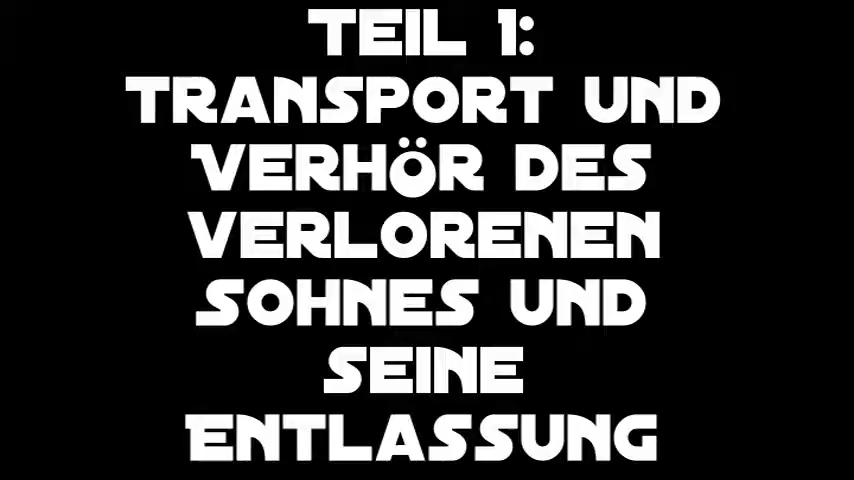 TEIL 1:
TRANSPORT UND
VERHÖR DES
VERLORENEN
SOHNES UND
SEINE
ENTLASSUNG